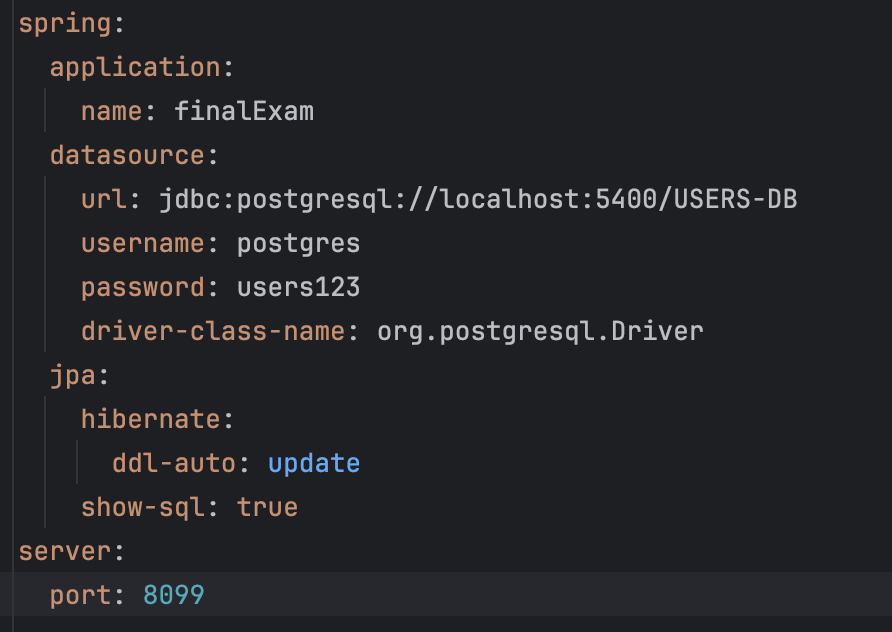 spring:
  application:
    name: finalExam
  datasource:
    url: jdbc:postgresql://localhost:5400/USERS-DB
    username: postgres
    password: users123
    driver-class-name: org.postgresql.Driver
  jpa:
    hibernate:
      ddl-auto: update
    show-sql: true
server:
  port: 8099